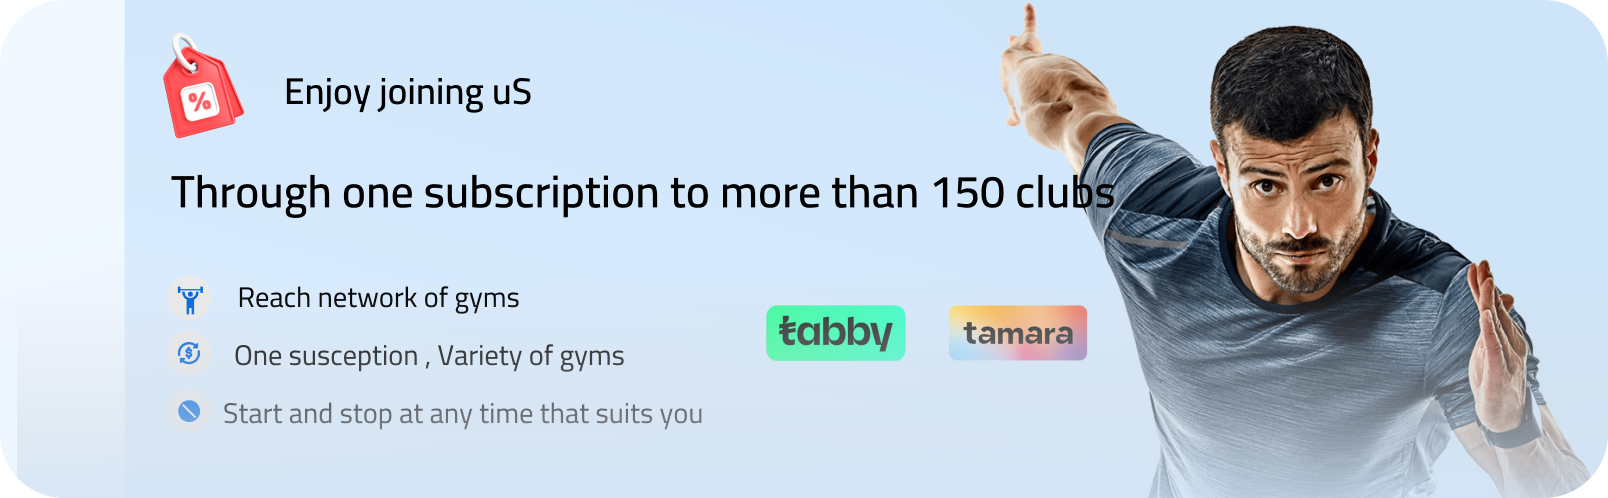 %
Enjoy joining uS
Through one subscription to more than 150 clubs
Reach network of gyms
One susception , Variety of gyms
Start and stop at any time that suits you
tabby
tamara